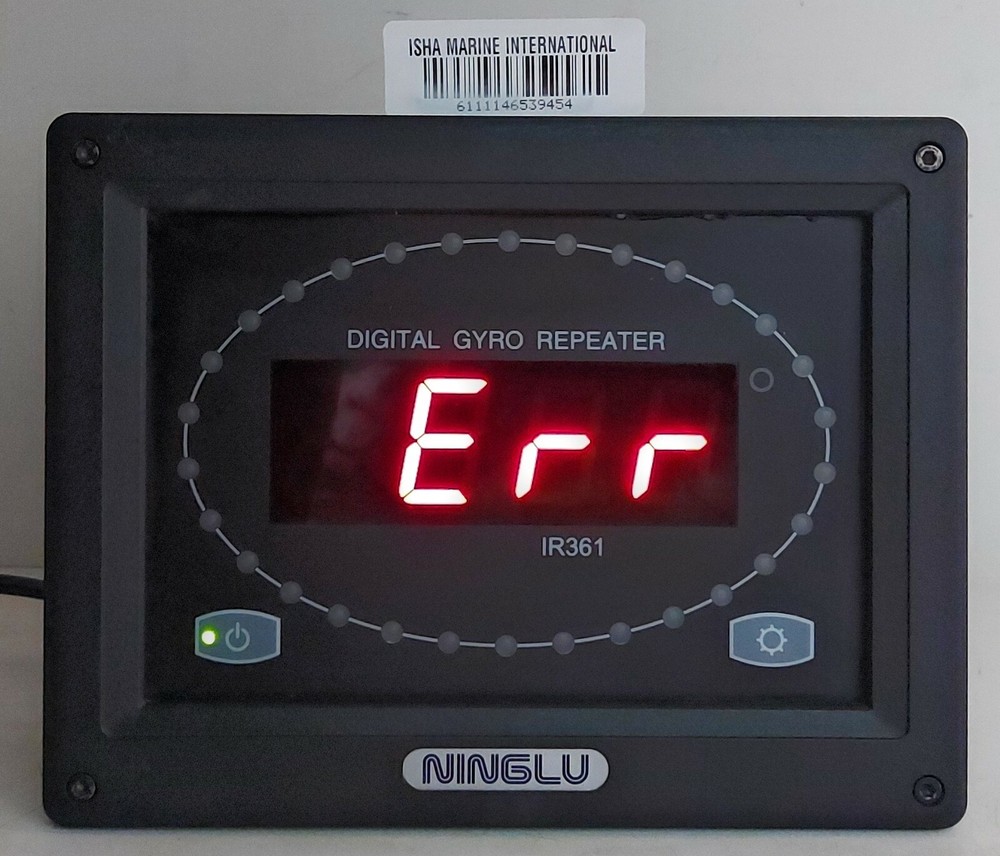 ISHA MARINE INTERNATIONAL
6111146539454
DIGITAL GYRO REPEATER
Err
IR361
NINGLU